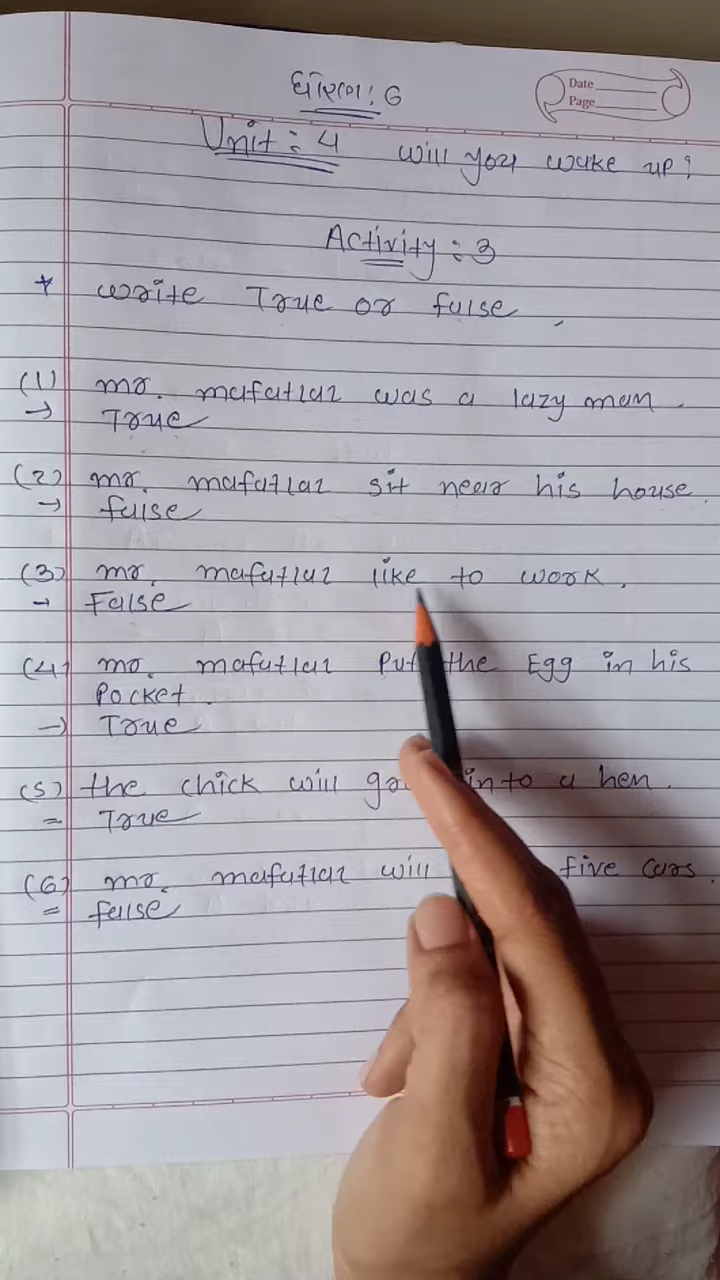 ધોરણ: 6
Date
Page
Unit: 4 will you wake up?
Activity: 3
* write True or false.
(1) mr. mafatlal was a lazy man.
→ True
(2) mr. mafatlal sit near his house.
→ false
(3) mr. mafatlal like to work.
→ False
(4) mr. mafatlal Put the Egg in his
Pocket.
→ True
(5) the chick will into a hen.
= True
(6) mr. mafatlal will five cars.
= false